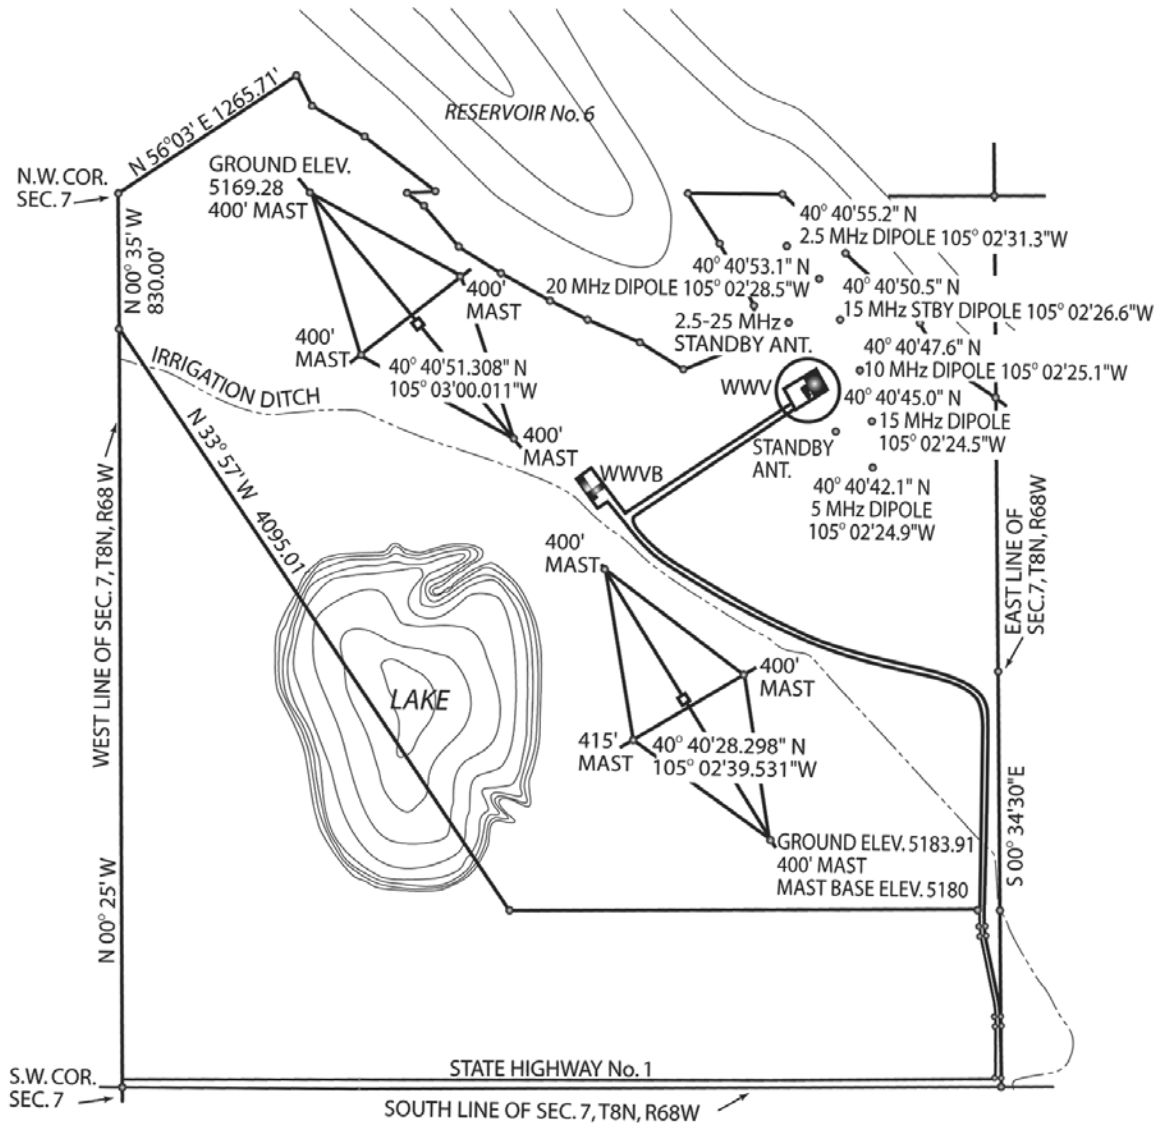 RESERVOIR No. 6
N 56° 03' E 1265.71'
N.W. COR.
SEC. 7
GROUND ELEV.
5169.28
400' MAST
N 00° 35' W
830.00'
40° 40'55.2" N
2.5 MHz DIPOLE 105° 02'31.3"W
40° 40'53.1" N
20 MHz DIPOLE 105° 02'28.5"W
40° 40'50.5" N
15 MHz STBY DIPOLE 105° 02'26.6"W
400'
MAST
2.5-25 MHz
STANDBY ANT.
400'
MAST
40° 40'47.6" N
10 MHz DIPOLE 105° 02'25.1"W
40° 40'51.308" N
105° 03'00.011"W
IRRIGATION DITCH
WWV
40° 40'45.0" N
15 MHz DIPOLE
105° 02'24.5"W
400'
MAST
STANDBY
ANT.
N 33° 57' W 4095.01
WWVB
40° 40'42.1" N
5 MHz DIPOLE
105° 02'24.9"W
WEST LINE OF SEC. 7, T8N, R68 W
EAST LINE OF
SEC.7, T8N, R68W
400'
MAST
400'
MAST
LAKE
415'
MAST
40° 40'28.298" N
105° 02'39.531"W
S 00° 34'30"E
GROUND ELEV. 5183.91
400' MAST
MAST BASE ELEV. 5180
N 00° 25' W
STATE HIGHWAY No. 1
S.W. COR.
SEC. 7
SOUTH LINE OF SEC. 7, T8N, R68W